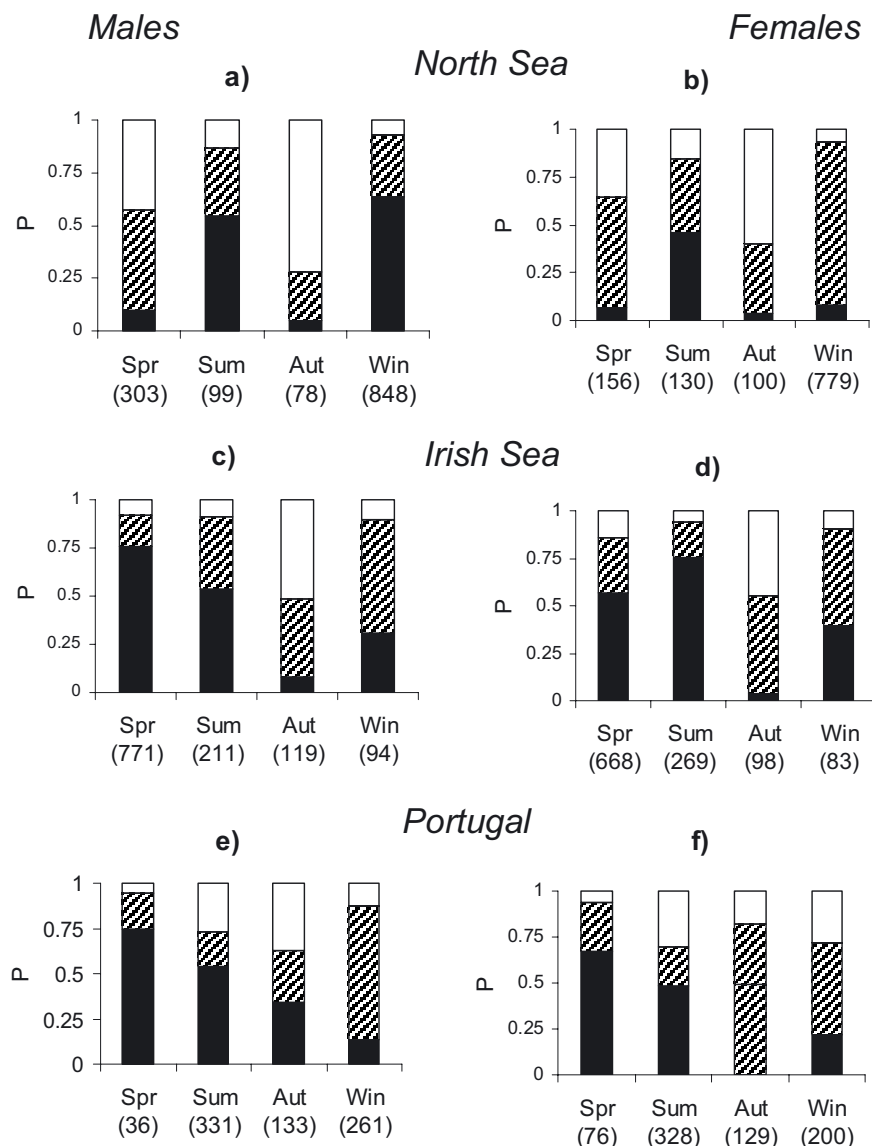 Males Females
North Sea
a) b)
1 0.75 0.5 0.25 0
P
Spr Sum Aut Win
(303) (99) (78) (848)
1 0.75 0.5 0.25 0
P
Spr Sum Aut Win
(156) (130) (100) (779)
Irish Sea
c) d)
1 0.75 0.5 0.25 0
P
Spr Sum Aut Win
(771) (211) (119) (94)
1 0.75 0.5 0.25 0
P
Spr Sum Aut Win
(668) (269) (98) (83)
Portugal
e) f)
1 0.75 0.5 0.25 0
P
Spr Sum Aut Win
(36) (331) (133) (261)
1 0.75 0.5 0.25 0
P
Spr Sum Aut Win
(76) (328) (129) (200)